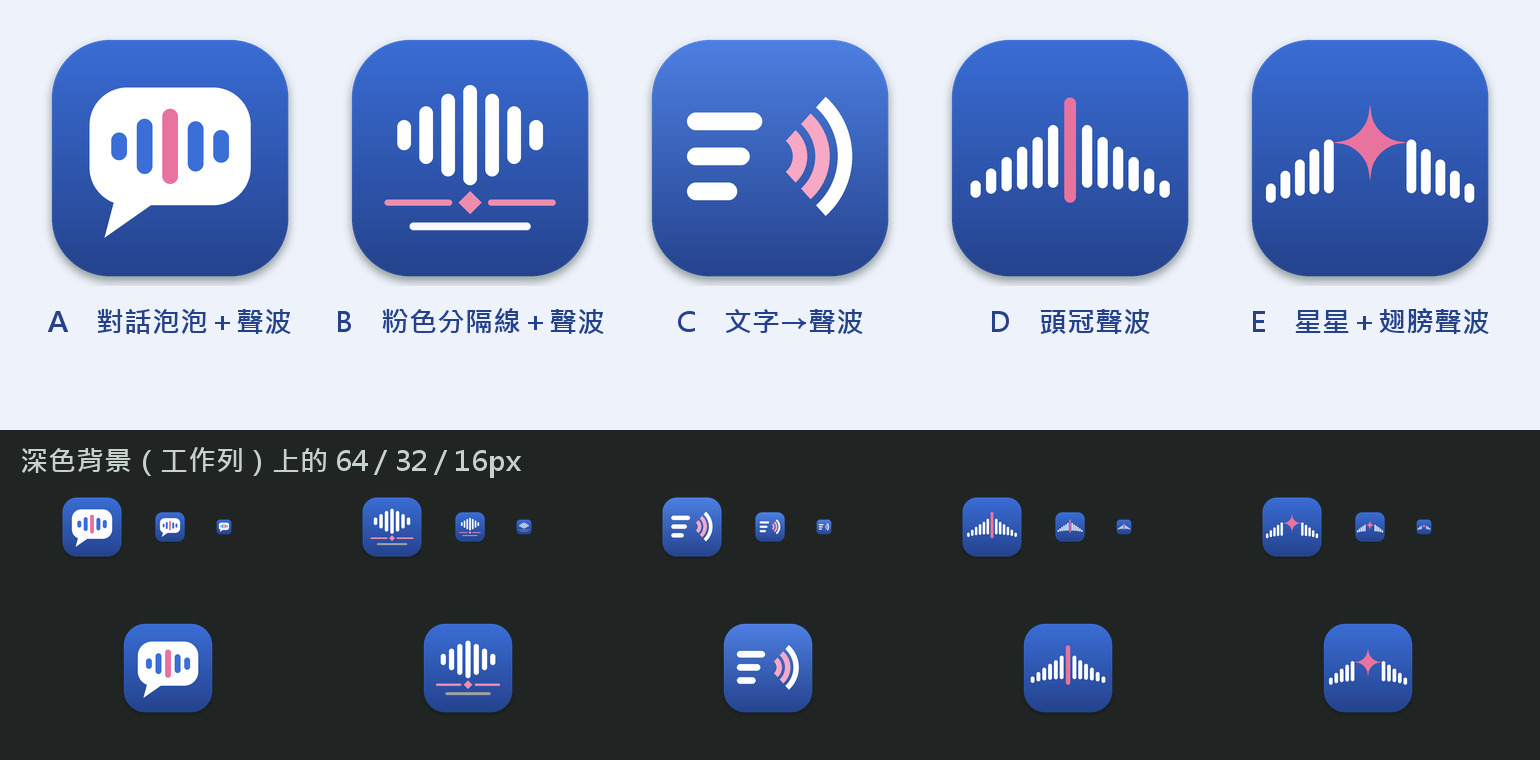 A 對話泡泡+聲波
B 粉色分隔線+聲波
C 文字→聲波
D 頭冠聲波
E 星星+翅膀聲波
深色背景(工作列)上的 64 / 32 / 16px